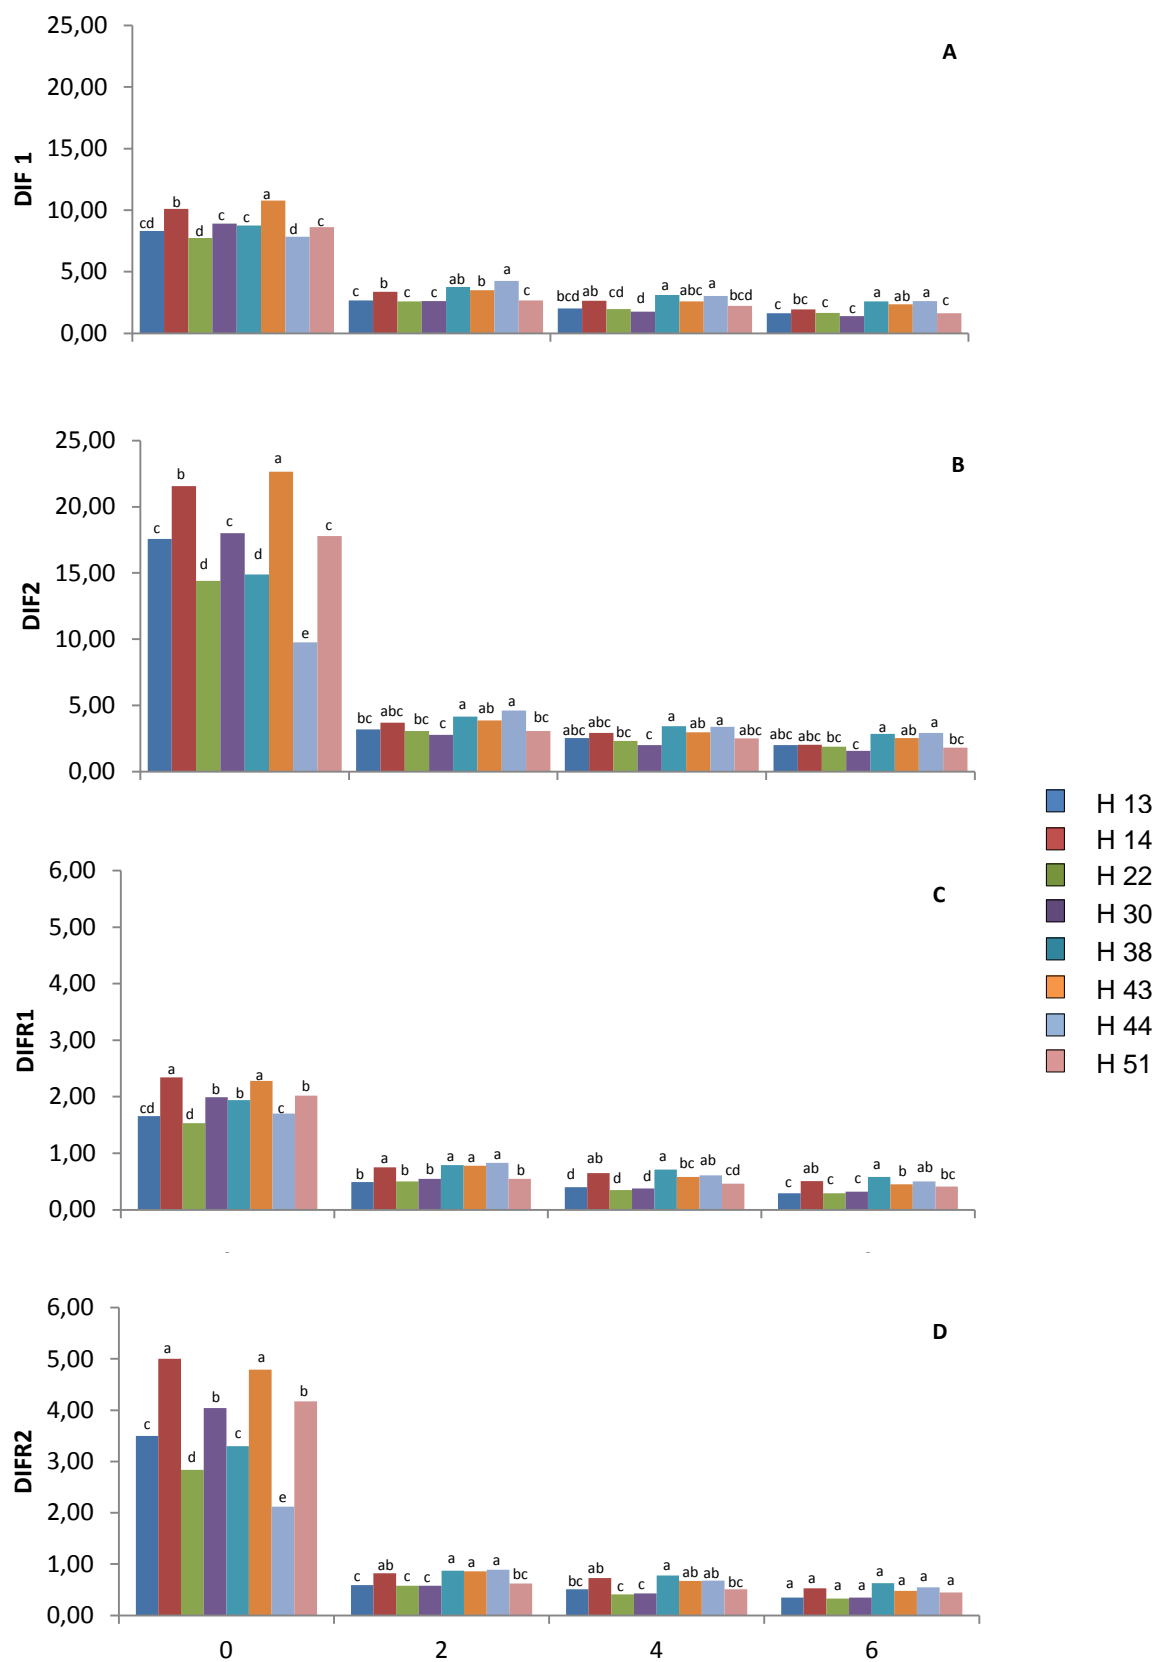 25,00
A
20,00
15,00
DIF 1
10,00
cd b d c c a d c
5,00
c b c c ab b a c
bcd ab cd d a abc a bcd
c bc c c a ab a c
0,00
25,00
B
20,00
15,00
DIF2
10,00
c b d c d a e c
5,00
bc abc bc c a ab a bc
abc abc bc c a ab a abc
abc abc bc c a ab a bc
0,00
H 13
H 14
H 22
H 30
H 38
H 43
H 44
H 51
6,00
C
5,00
4,00
DIFR1
3,00
2,00
cd a d b b a c b
1,00
b a b b a a a b
d ab d d a bc ab cd
c ab c c a b ab bc
0,00
6,00
D
5,00
4,00
DIFR2
3,00
2,00
c a d b c a e b
1,00
c ab c c a a a bc
bc ab c c a ab ab bc
a a a a a a a a
0,00
0 2 4 6